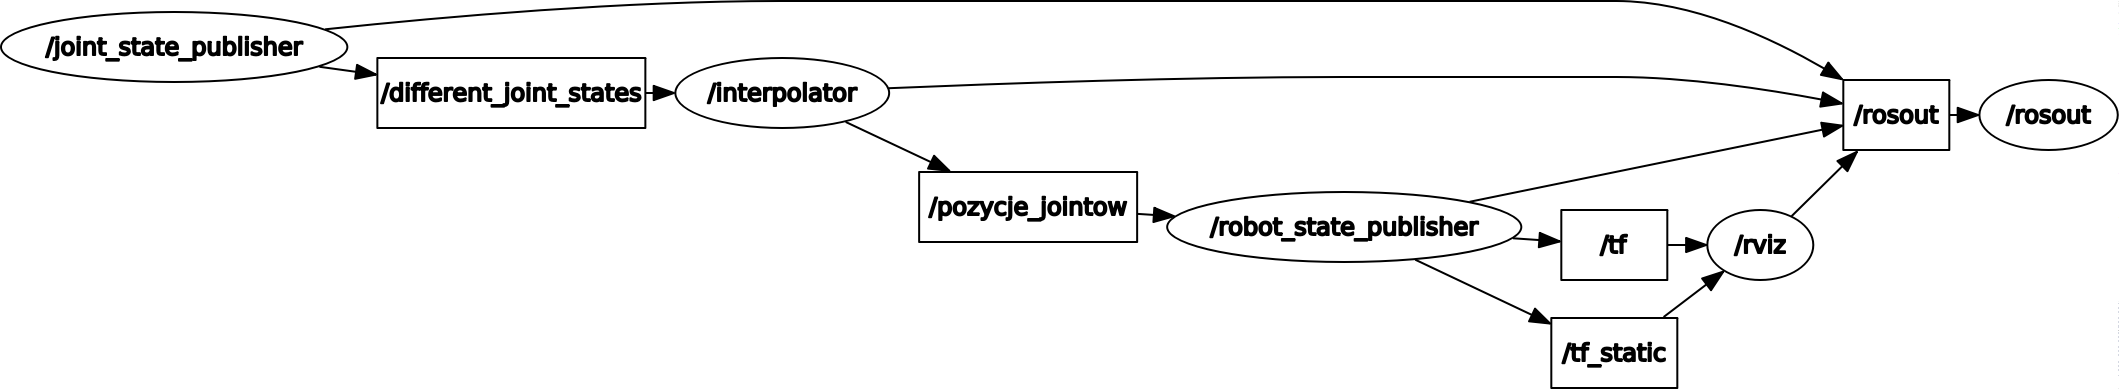 /joint_state_publisher
/different_joint_states
/interpolator
/pozycje_jointow
/robot_state_publisher
/tf
/tf_static
/rviz
/rosout
/rosout